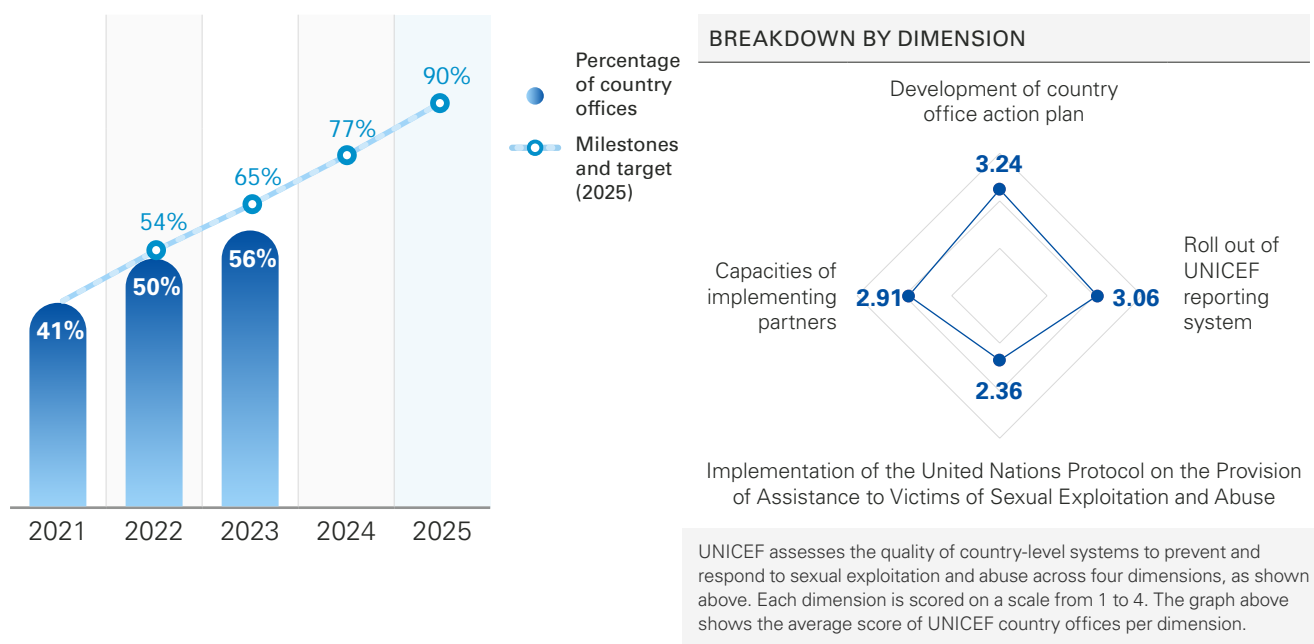 90%
77%
65%
54%
56%
50%
41%
2021
2022
2023
2024
2025
Percentage
of country
offices
Milestones
and target
(2025)
BREAKDOWN BY DIMENSION
Development of country
office action plan
3.24
Roll out of
UNICEF
reporting
system
3.06
Capacities of
implementing
partners
2.91
2.36
Implementation of the United Nations Protocol on the Provision
of Assistance to Victims of Sexual Exploitation and Abuse
UNICEF assesses the quality of country-level systems to prevent and
respond to sexual exploitation and abuse across four dimensions, as shown
above. Each dimension is scored on a scale from 1 to 4. The graph above
shows the average score of UNICEF country offices per dimension.